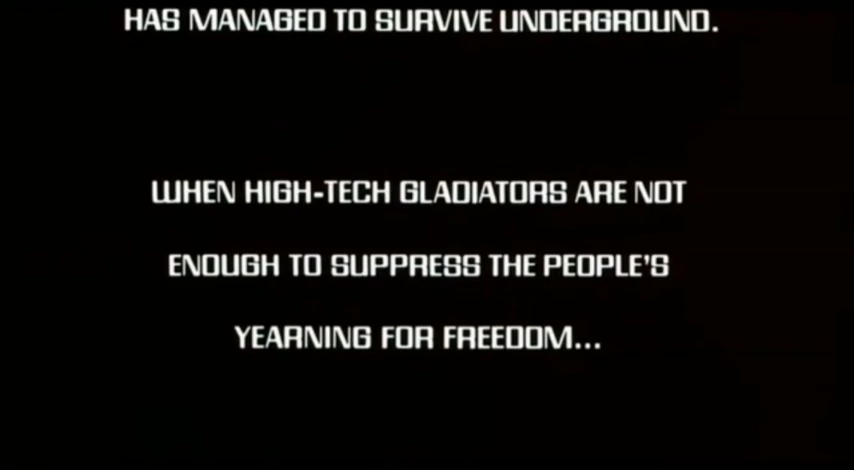 HAS MANAGED TO SURVIVE UNDERGROUND.
WHEN HIGH-TECH GLADIATORS ARE NOT
ENOUGH TO SUPPRESS THE PEOPLE'S
YEARNING FOR FREEDOM...